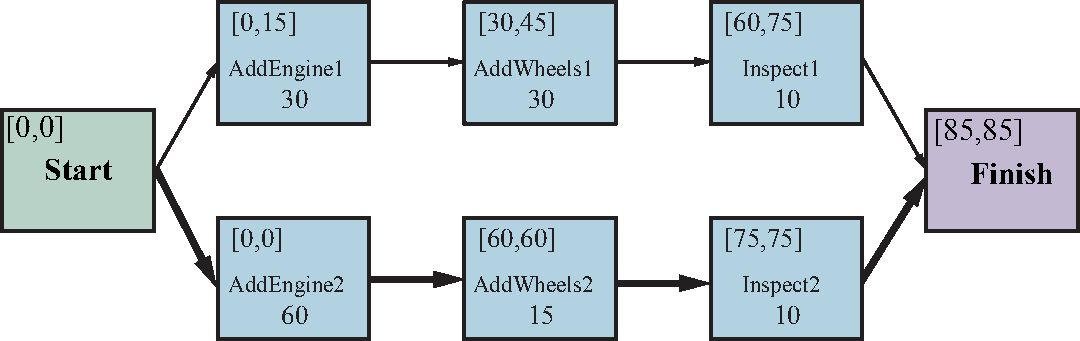 [0,15]
AddEngine1
30
[30,45]
AddWheels1
30
[60,75]
Inspect1
10
[0,0]
Start
[85,85]
Finish
[0,0]
AddEngine2
60
[60,60]
AddWheels2
15
[75,75]
Inspect2
10